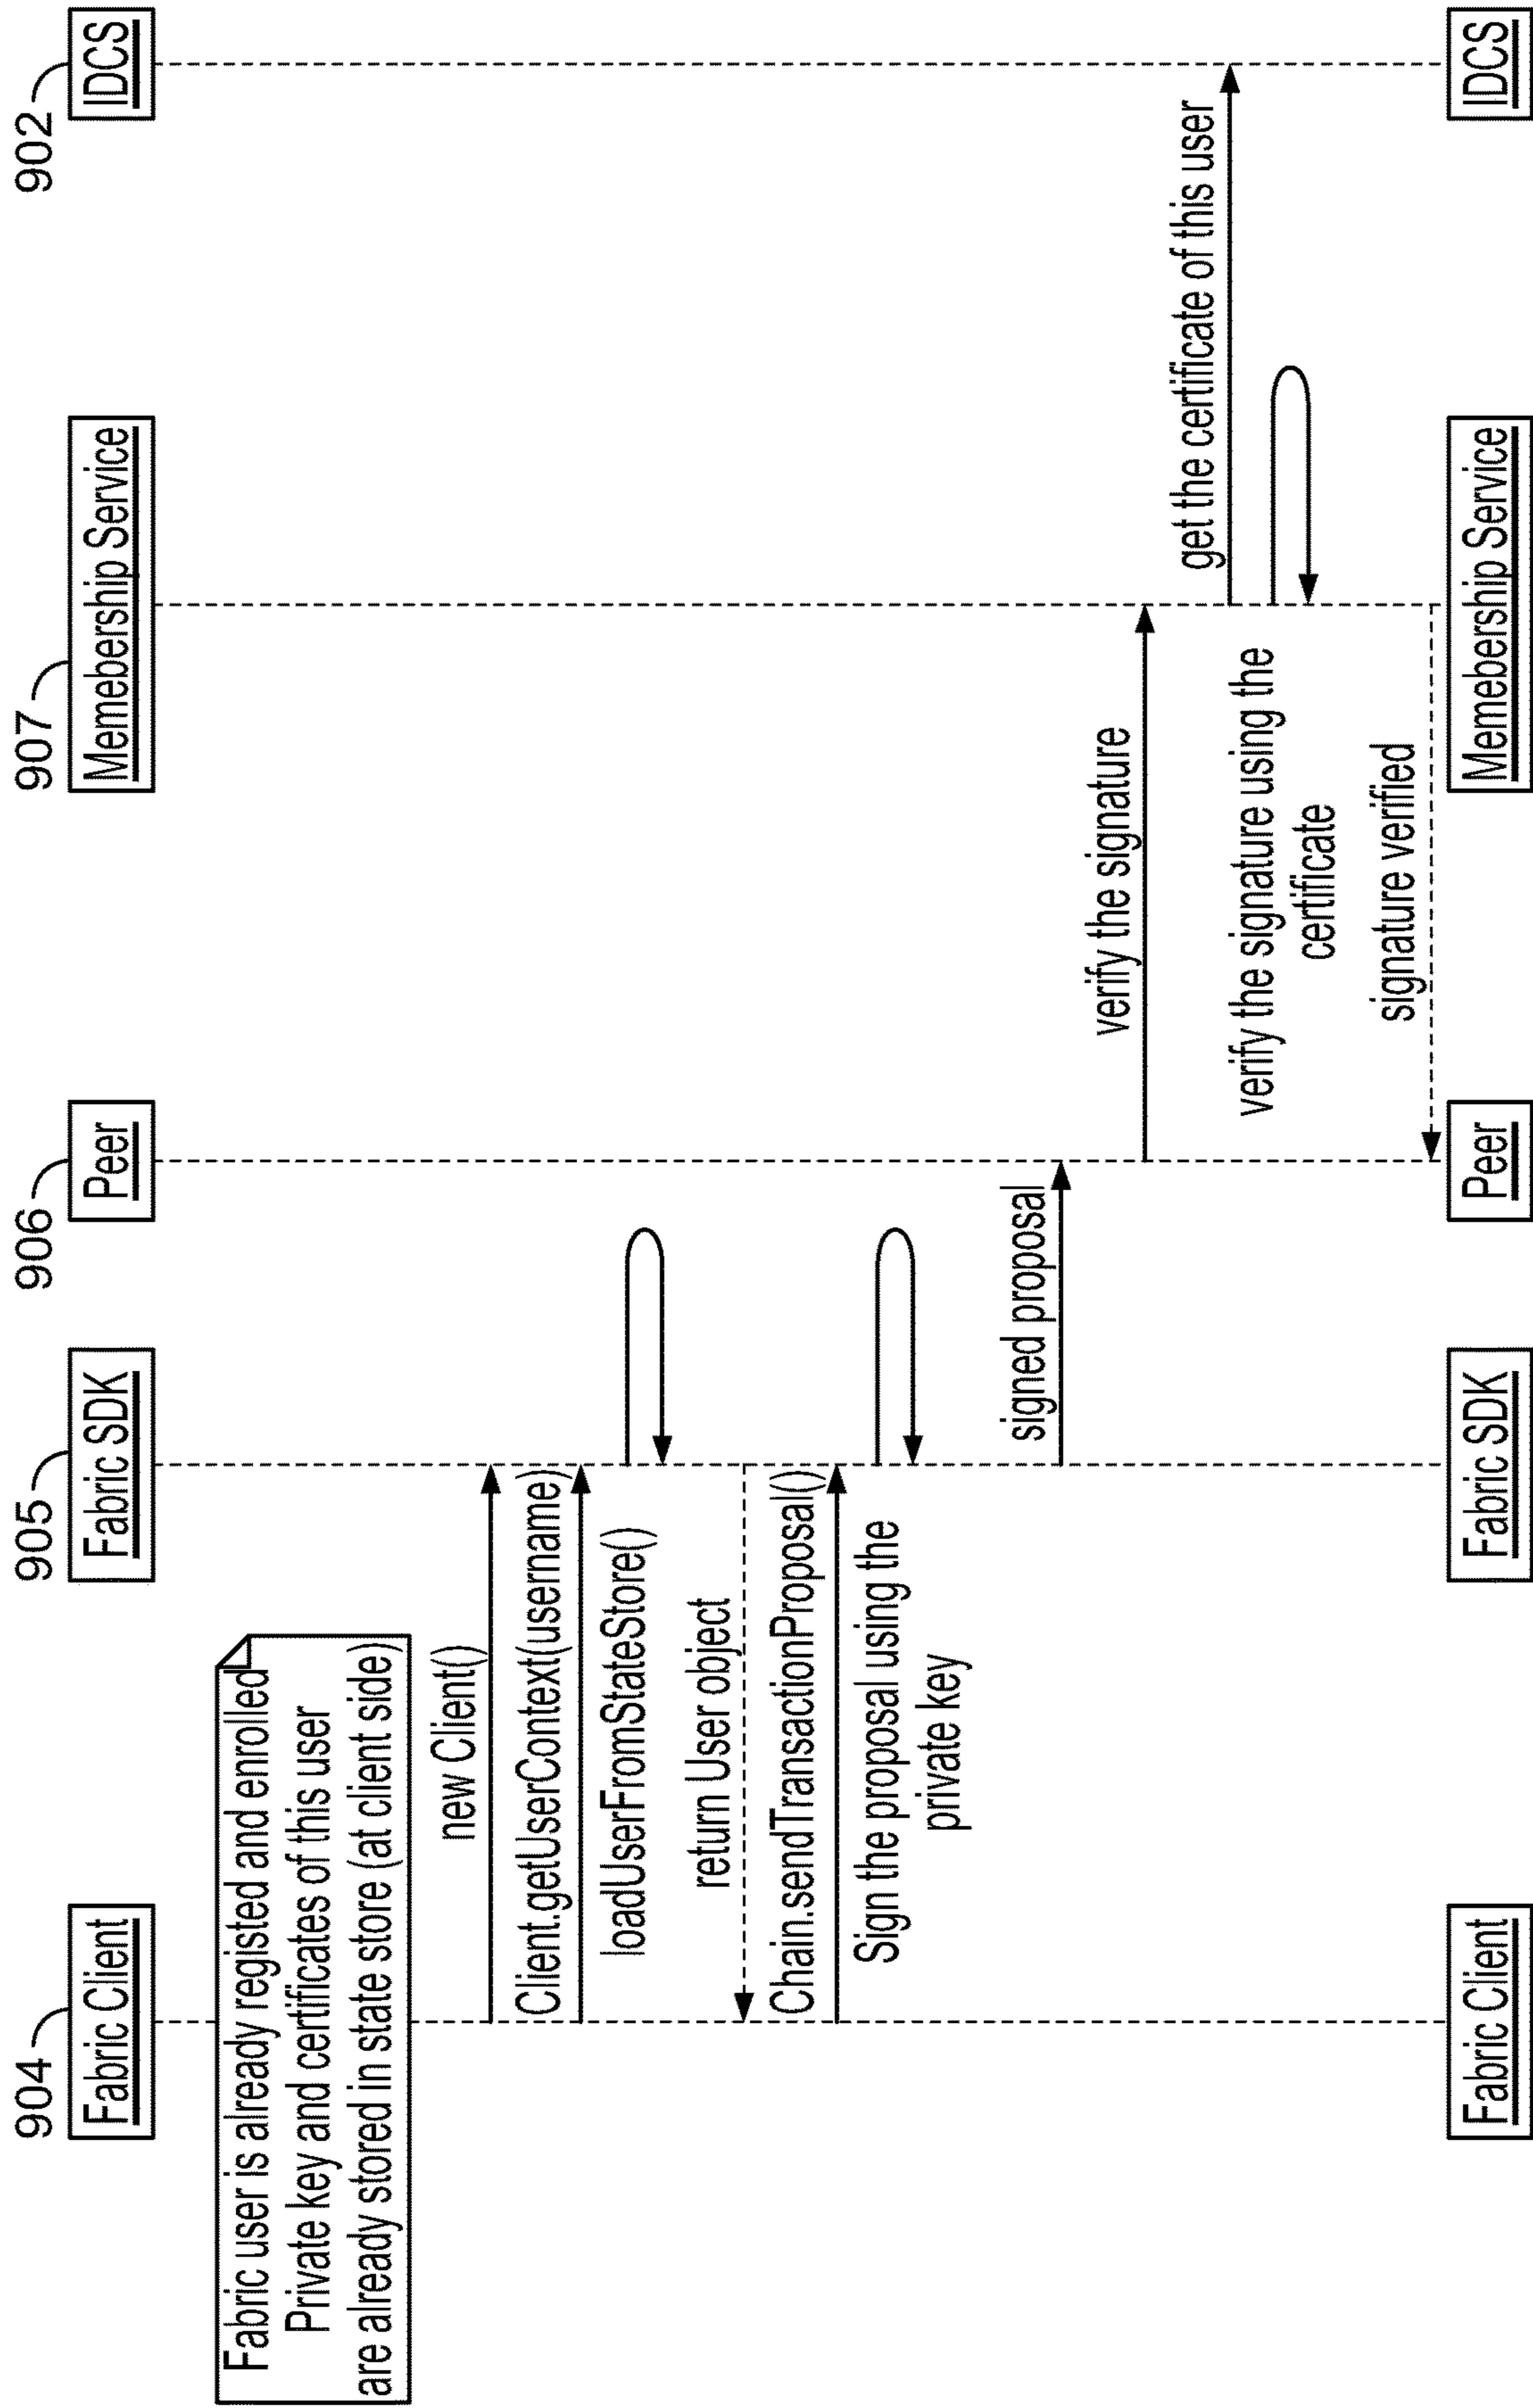 904
905
906
907
902
Fabric Client
Fabric SDK
Peer
Memebership Service
IDCS
Fabric user is already registed and enrolled
Private key and certificates of this user
are already stored in state store (at client side)
new Client()
Client.getUserContext(username)
loadUserFromStateStore()
return User object
Chain.sendTransactionProposal()
Sign the proposal using the
private key
signed proposal
verify the signature
get the certificate of this user
verify the signature using the
certificate
signature verified
Fabric Client
Fabric SDK
Peer
Memebership Service
IDCS